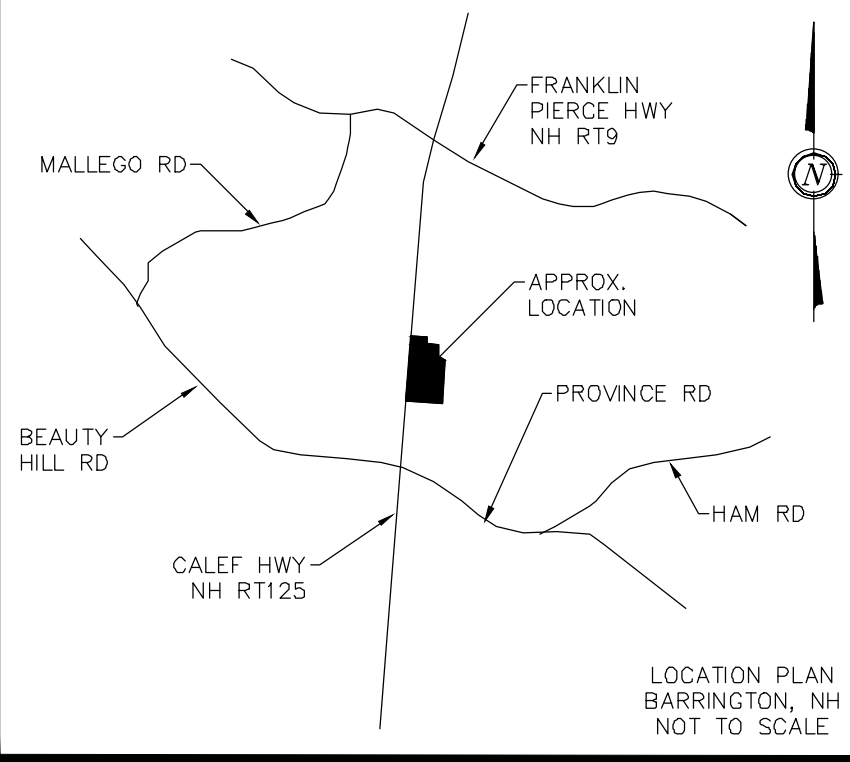 FRANKLIN
PIERCE HWY
NH RT9
MALLEGO RD
N
APPROX.
LOCATION
PROVINCE RD
BEAUTY
HILL RD
HAM RD
CALEF HWY
NH RT125
LOCATION PLAN
BARRINGTON, NH
NOT TO SCALE